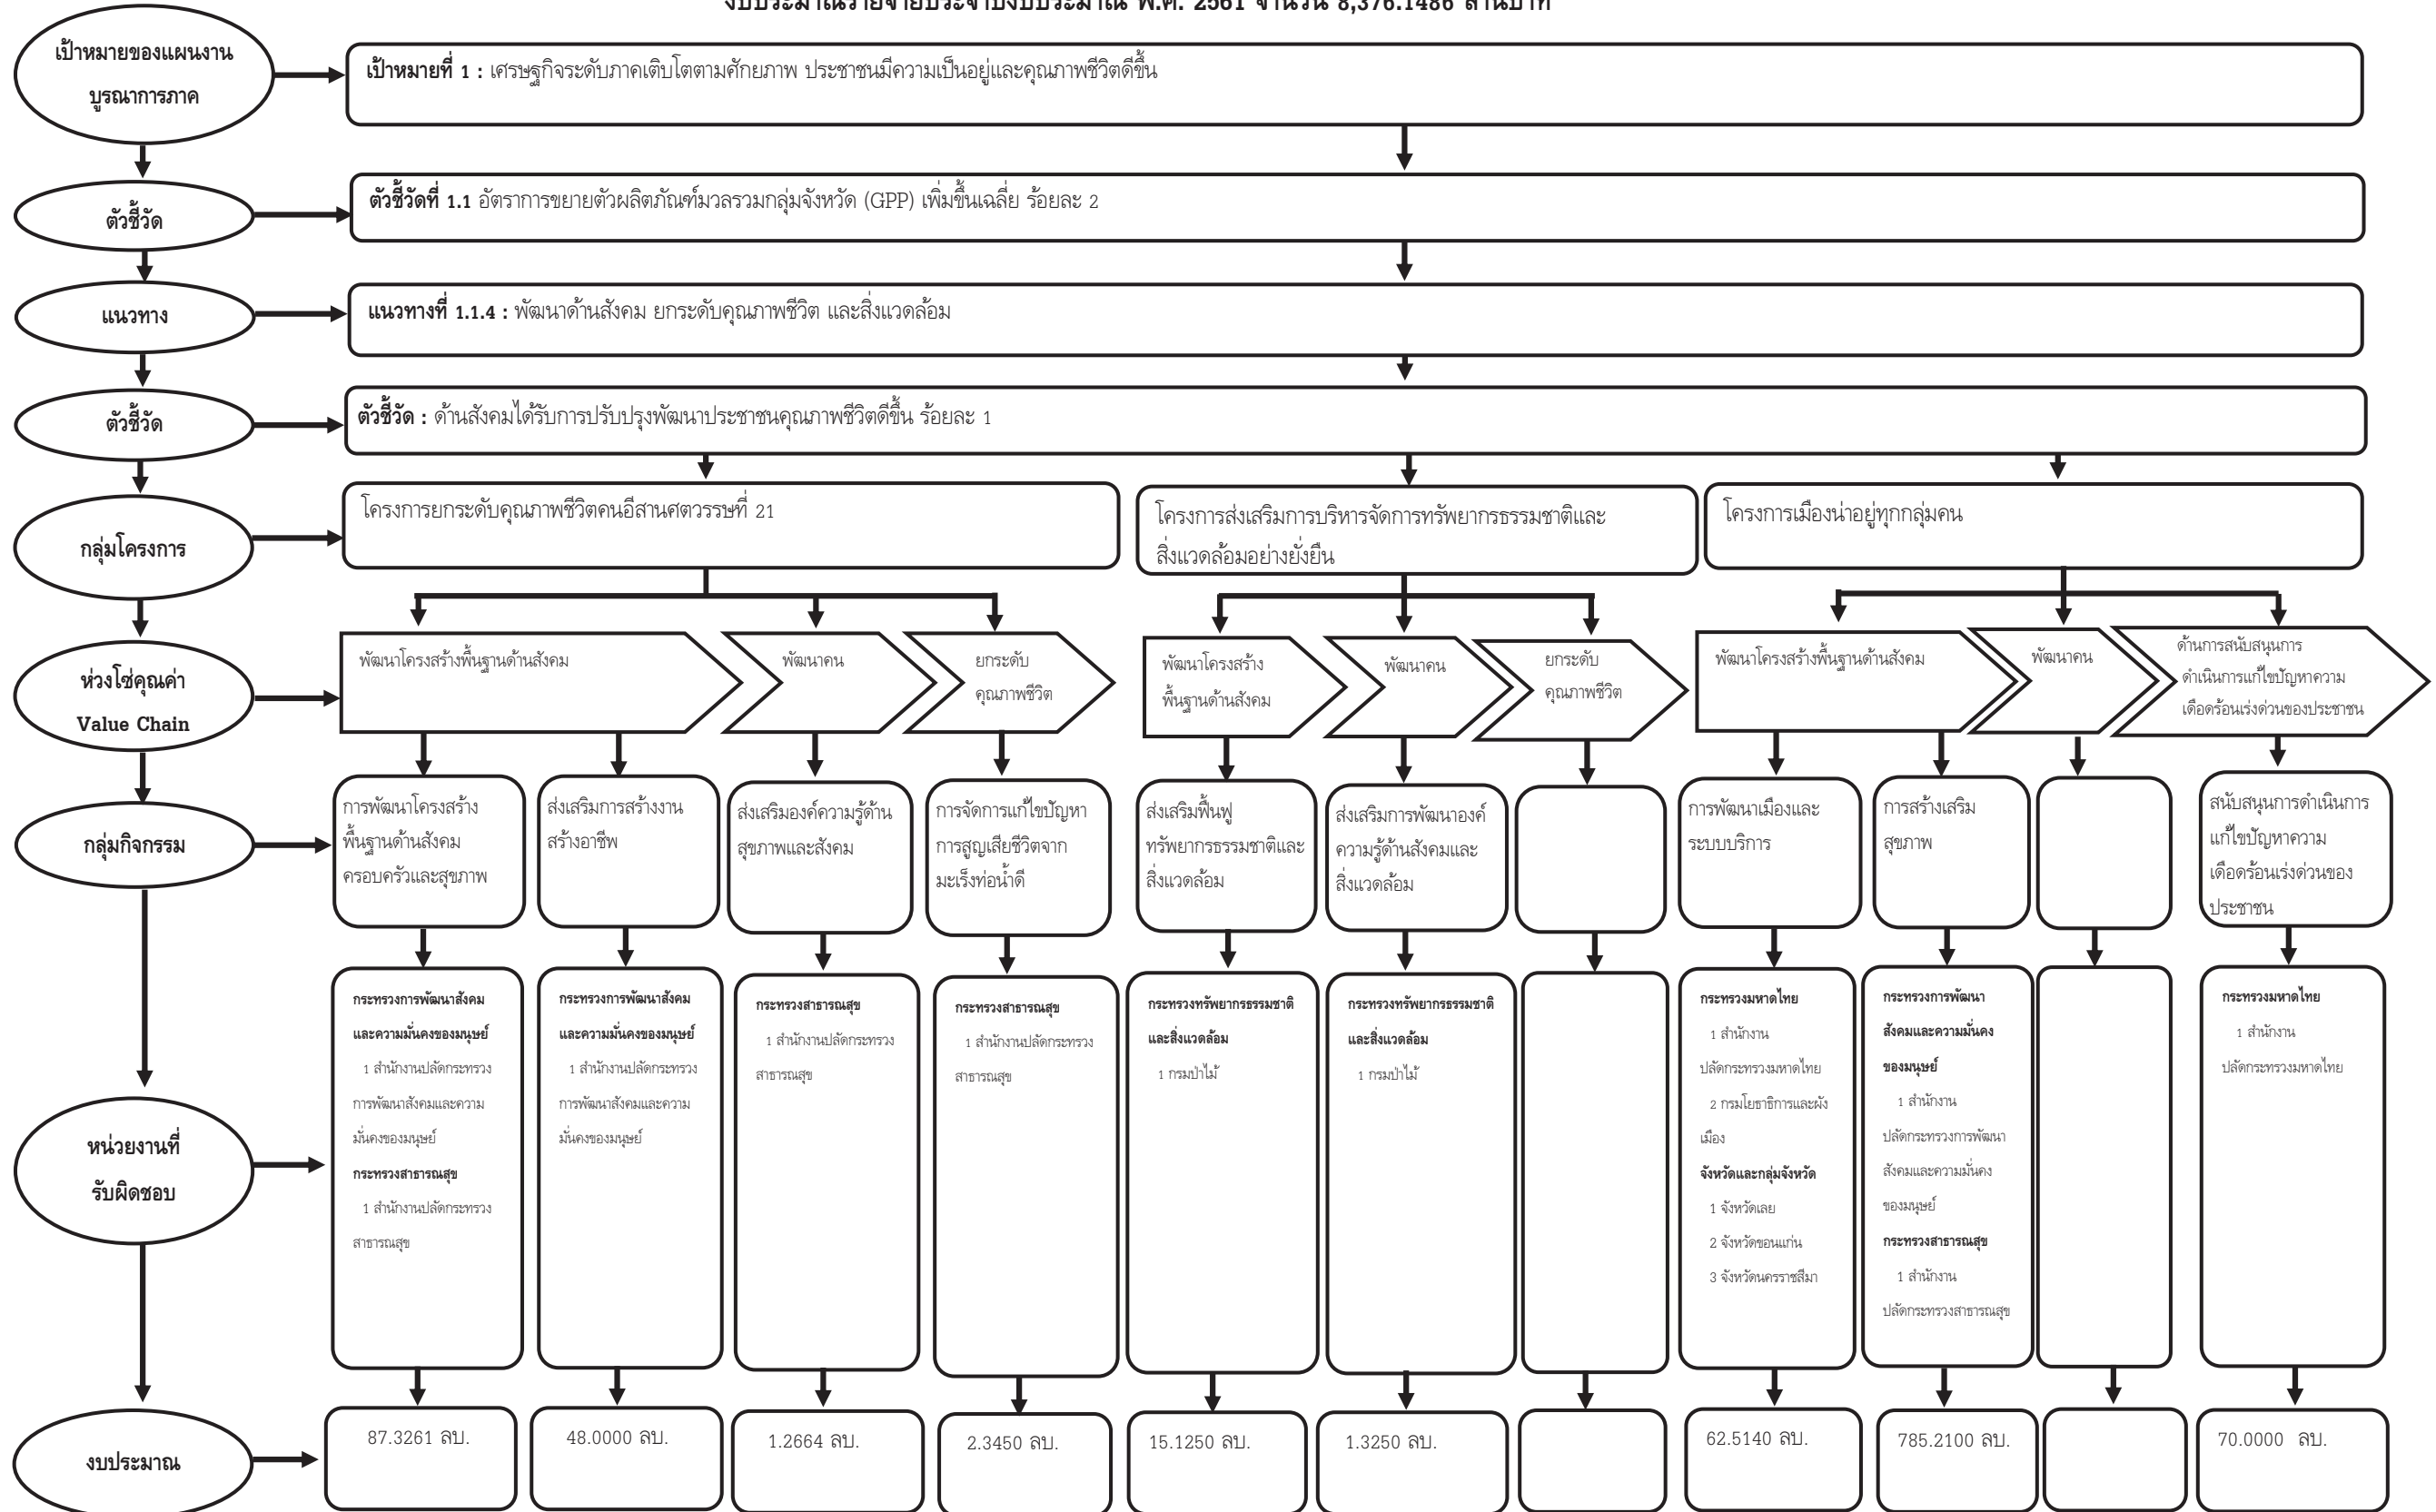 งบประมาณรายจ่ายประจำปีงบประมาณ พ.ศ. 2561 จำนวน 8,376.1486 ล้านบาท
เป้าหมายของแผนงาน
บูรณาการภาค
เป้าหมายที่ 1 : เศรษฐกิจระดับภาคเติบโตตามศักยภาพ ประชาชนมีความเป็นอยู่และคุณภาพชีวิตดีขึ้น
ตัวชี้วัด
ตัวชี้วัดที่ 1.1 อัตราการขยายตัวผลิตภัณฑ์มวลรวมกลุ่มจังหวัด (GPP) เพิ่มขึ้นเฉลี่ย ร้อยละ 2
แนวทาง
แนวทางที่ 1.1.4 : พัฒนาด้านสังคม ยกระดับคุณภาพชีวิต และสิ่งแวดล้อม
ตัวชี้วัด
ตัวชี้วัด : ด้านสังคมได้รับการปรับปรุงพัฒนาประชาชนคุณภาพชีวิตดีขึ้น ร้อยละ 1
กลุ่มโครงการ
โครงการยกระดับคุณภาพชีวิตคนอีสานศตวรรษที่ 21
โครงการส่งเสริมการบริหารจัดการทรัพยากรธรรมชาติและ
สิ่งแวดล้อมอย่างยั่งยืน
โครงการเมืองน่าอยู่ทุกกลุ่มคน
ห่วงโซ่คุณค่า
Value Chain
พัฒนาโครงสร้างพื้นฐานด้านสังคม
พัฒนาคน
ยกระดับ
คุณภาพชีวิต
พัฒนาโครงสร้าง
พื้นฐานด้านสังคม
พัฒนาคน
ยกระดับ
คุณภาพชีวิต
พัฒนาโครงสร้างพื้นฐานด้านสังคม
พัฒนาคน
ด้านการสนับสนุนการ
ดำเนินการแก้ไขปัญหาความ
เดือดร้อนเร่งด่วนของประชาชน
กลุ่มกิจกรรม
การพัฒนาโครงสร้าง
พื้นฐานด้านสังคม
ครอบครัวและสุขภาพ
ส่งเสริมการสร้างงาน
สร้างอาชีพ
ส่งเสริมองค์ความรู้ด้าน
สุขภาพและสังคม
การจัดการแก้ไขปัญหา
การสูญเสียชีวิตจาก
มะเร็งท่อน้ำดี
ส่งเสริมฟื้นฟู
ทรัพยากรธรรมชาติและ
สิ่งแวดล้อม
ส่งเสริมการพัฒนาองค์
ความรู้ด้านสังคมและ
สิ่งแวดล้อม
การพัฒนาเมืองและ
ระบบบริการ
การสร้างเสริม
สุขภาพ
สนับสนุนการดำเนินการ
แก้ไขปัญหาความ
เดือดร้อนเร่งด่วนของ
ประชาชน
หน่วยงานที่
รับผิดชอบ
กระทรวงการพัฒนาสังคม
และความมั่นคงของมนุษย์
1 สำนักงานปลัดกระทรวง
การพัฒนาสังคมและความ
มั่นคงของมนุษย์
กระทรวงสาธารณสุข
1 สำนักงานปลัดกระทรวง
สาธารณสุข
กระทรวงการพัฒนาสังคม
และความมั่นคงของมนุษย์
1 สำนักงานปลัดกระทรวง
การพัฒนาสังคมและความ
มั่นคงของมนุษย์
กระทรวงสาธารณสุข
1 สำนักงานปลัดกระทรวง
สาธารณสุข
กระทรวงสาธารณสุข
1 สำนักงานปลัดกระทรวง
สาธารณสุข
กระทรวงทรัพยากรธรรมชาติ
และสิ่งแวดล้อม
1 กรมป่าไม้
กระทรวงทรัพยากรธรรมชาติ
และสิ่งแวดล้อม
1 กรมป่าไม้
กระทรวงมหาดไทย
1 สำนักงาน
ปลัดกระทรวงมหาดไทย
2 กรมโยธาธิการและผัง
เมือง
จังหวัดและกลุ่มจังหวัด
1 จังหวัดเลย
2 จังหวัดขอนแก่น
3 จังหวัดนครราชสีมา
กระทรวงการพัฒนา
สังคมและความมั่นคง
ของมนุษย์
1 สำนักงาน
ปลัดกระทรวงการพัฒนา
สังคมและความมั่นคง
ของมนุษย์
กระทรวงสาธารณสุข
1 สำนักงาน
ปลัดกระทรวงสาธารณสุข
กระทรวงมหาดไทย
1 สำนักงาน
ปลัดกระทรวงมหาดไทย
งบประมาณ
87.3261 ลบ.
48.0000 ลบ.
1.2664 ลบ.
2.3450 ลบ.
15.1250 ลบ.
1.3250 ลบ.
62.5140 ลบ.
785.2100 ลบ.
70.0000 ลบ.